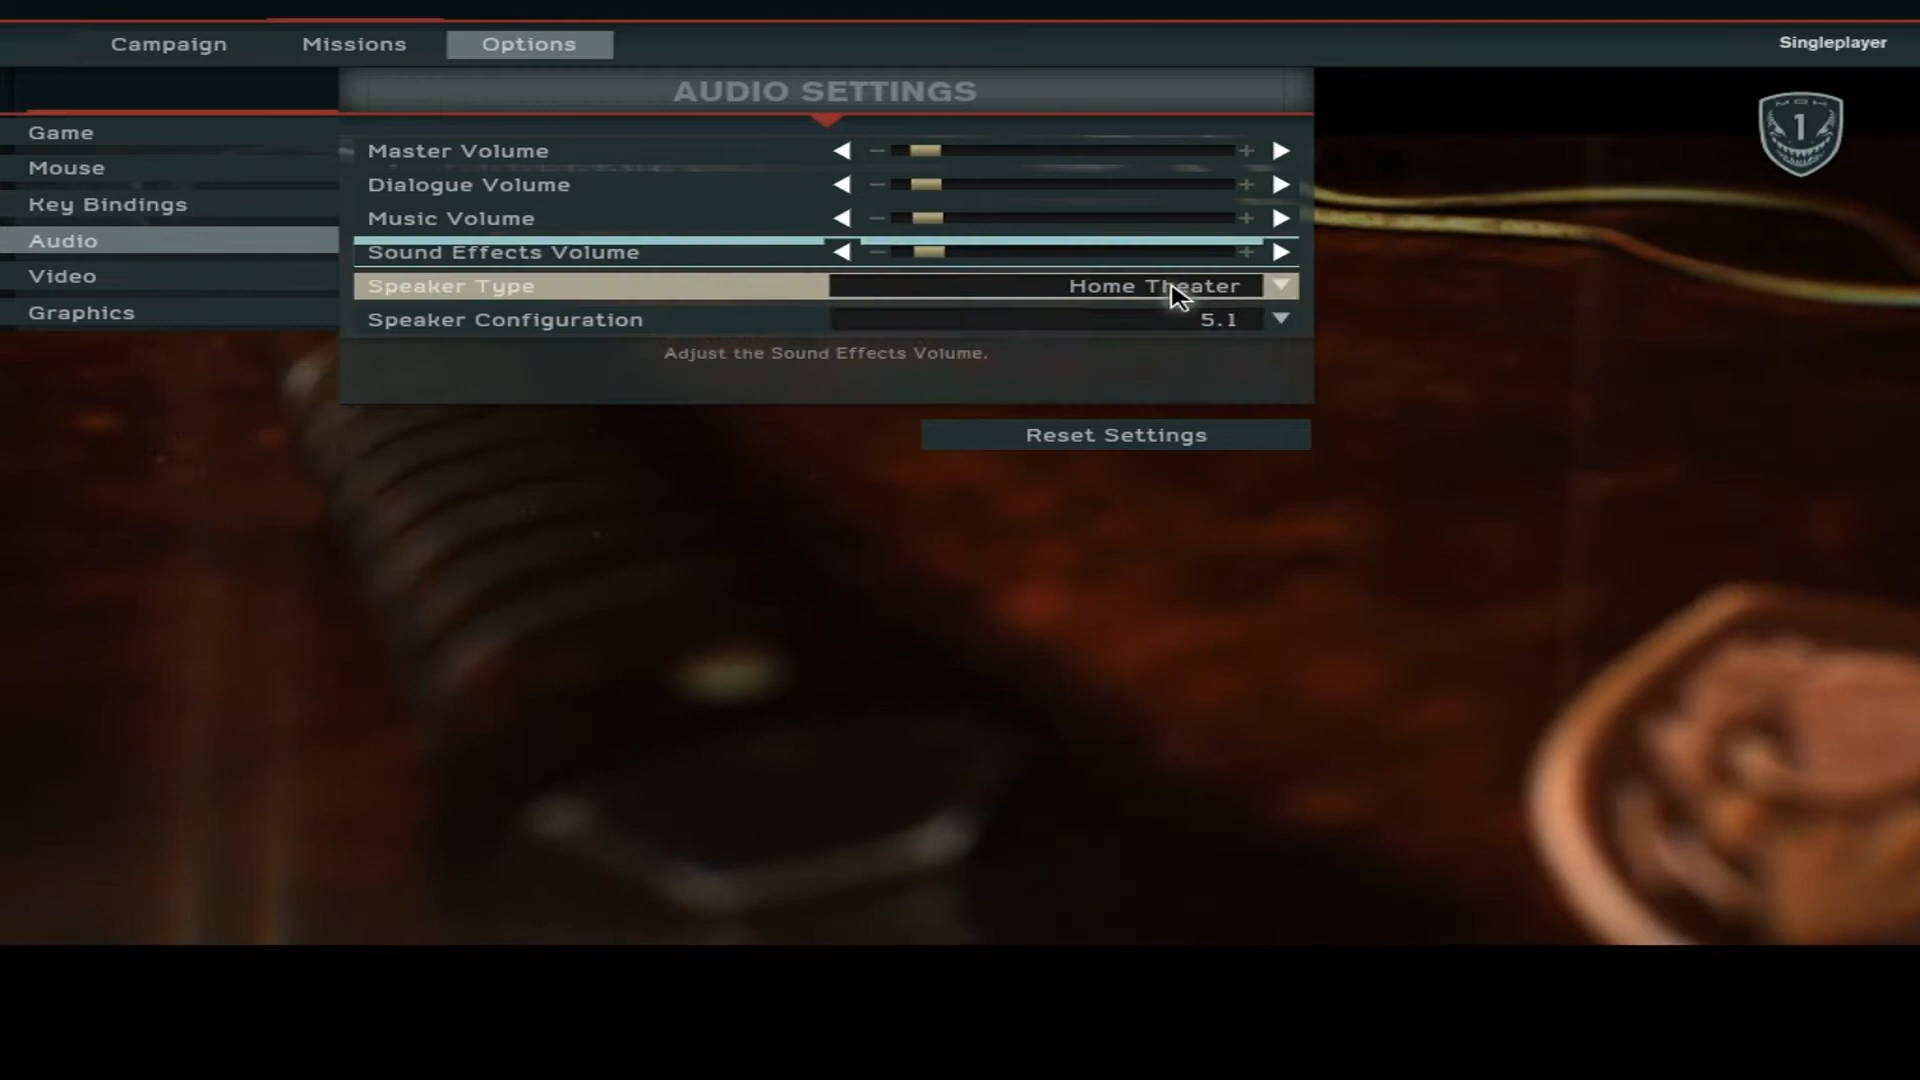 Campaign
Missions
Options
Singleplayer
AUDIO SETTINGS
MOH
1
Game
Mouse
Key Bindings
Audio
Video
Graphics
Master Volume
Dialogue Volume
Music Volume
Sound Effects Volume
Speaker Type Home Theater
Speaker Configuration 5.1
Adjust the Sound Effects Volume.
Reset Settings